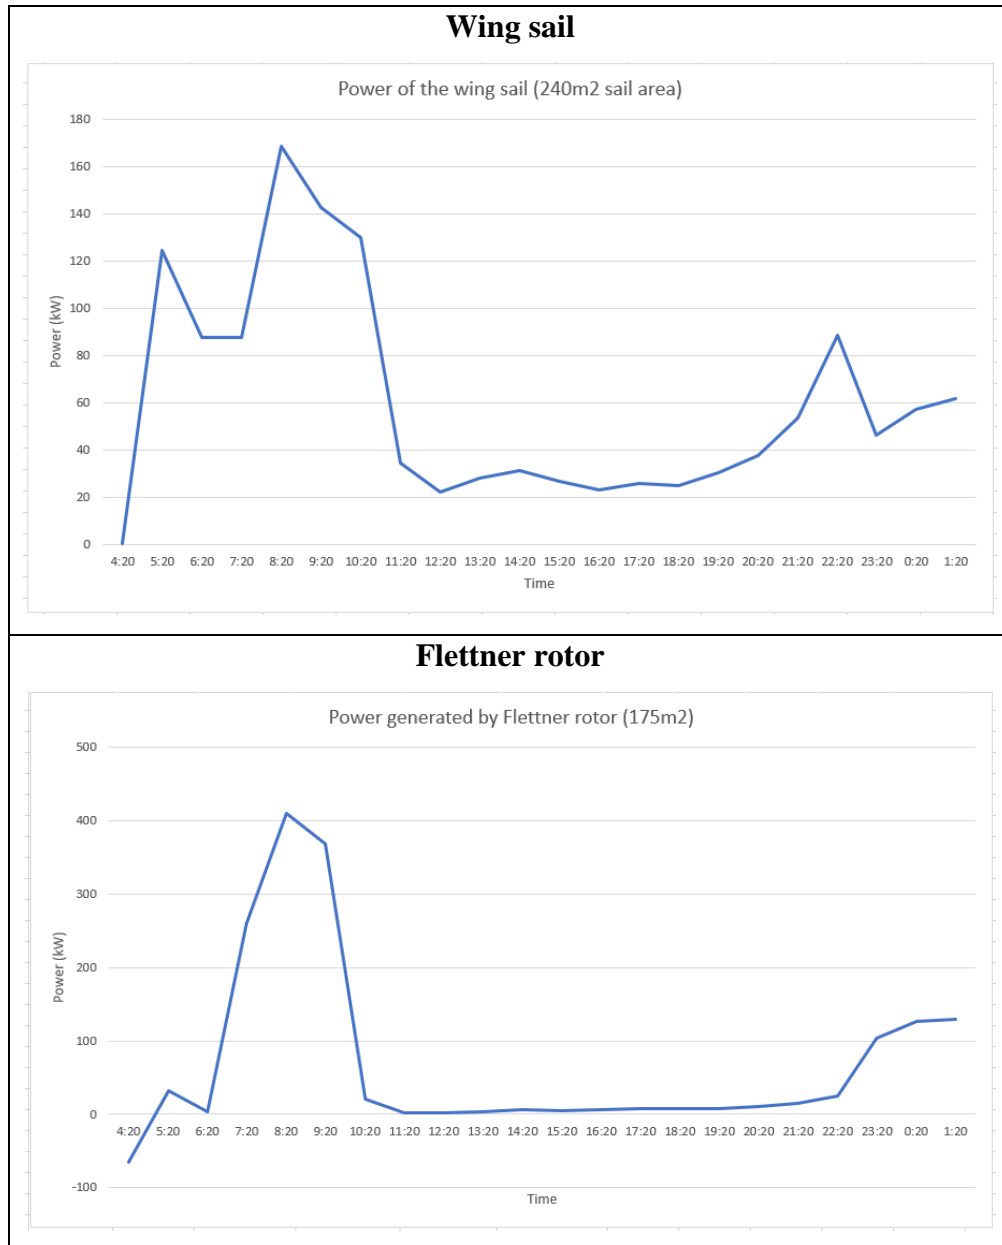 Wing sail
Power of the wing sail (240m2 sail area)
180
160
140
120
100
80
60
40
20
0
Power (kW)
4:20 5:20 6:20 7:20 8:20 9:20 10:20 11:20 12:20 13:20 14:20 15:20 16:20 17:20 18:20 19:20 20:20 21:20 22:20 23:20 0:20 1:20
Time
Flettner rotor
Power generated by Flettner rotor (175m2)
500
400
300
200
100
0
-100
Power (kW)
4:20 5:20 6:20 7:20 8:20 9:20 10:20 11:20 12:20 13:20 14:20 15:20 16:20 17:20 18:20 19:20 20:20 21:20 22:20 23:20 0:20 1:20
Time